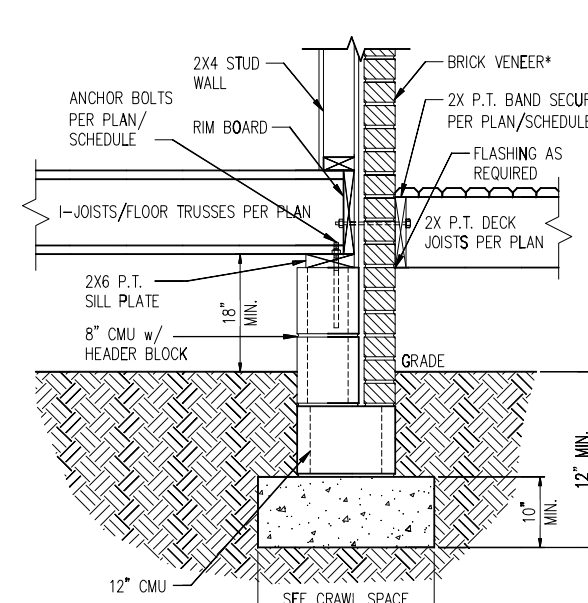 2X4 STUD
WALL
BRICK VENEER*
ANCHOR BOLTS
PER PLAN/
SCHEDULE
RIM BOARD
2X P.T. BAND SECUR
PER PLAN/SCHEDULE
FLASHING AS
REQUIRED
I-JOISTS/FLOOR TRUSSES PER PLAN
2X P.T. DECK
JOISTS PER PLAN
2X6 P.T.
SILL PLATE
18"
MIN.
8" CMU w/
HEADER BLOCK
GRADE
12" MIN.
10"
MIN.
12" CMU
SEE CRAWL SPACE